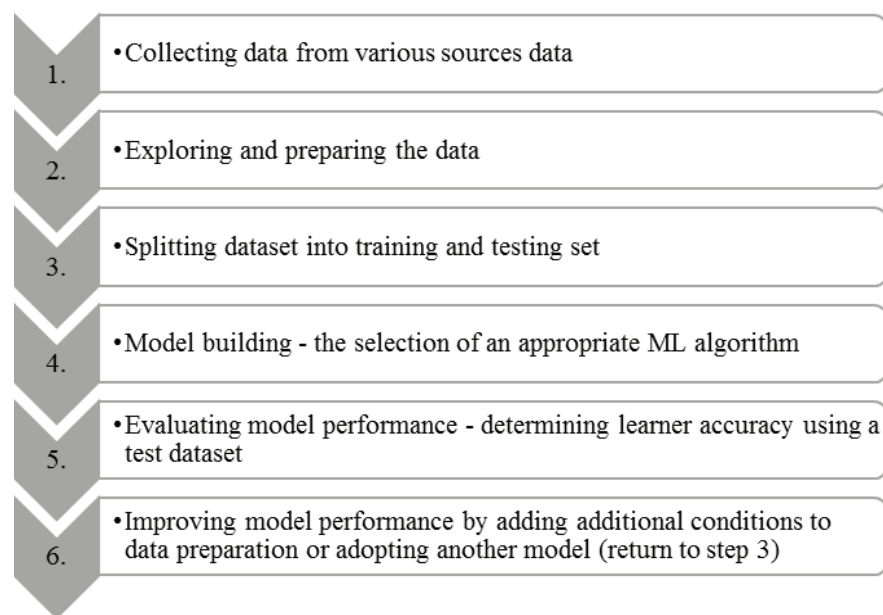 1.
•Collecting data from various sources data
2.
•Exploring and preparing the data
3.
•Splitting dataset into training and testing set
4.
•Model building - the selection of an appropriate ML algorithm
5.
•Evaluating model performance - determining learner accuracy using a
test dataset
6.
•Improving model performance by adding additional conditions to
data preparation or adopting another model (return to step 3)